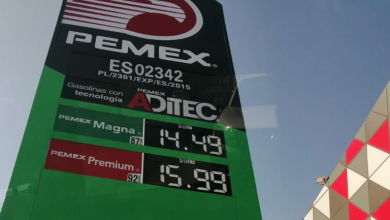 PEMEX®
ES02342
PL/2361/EXP/ES/2015
Gasolinas con
tecnología
PEMEX
ADiTEC
PEMEX Magna
87
14.49
PEMEX Premium
92
15.99